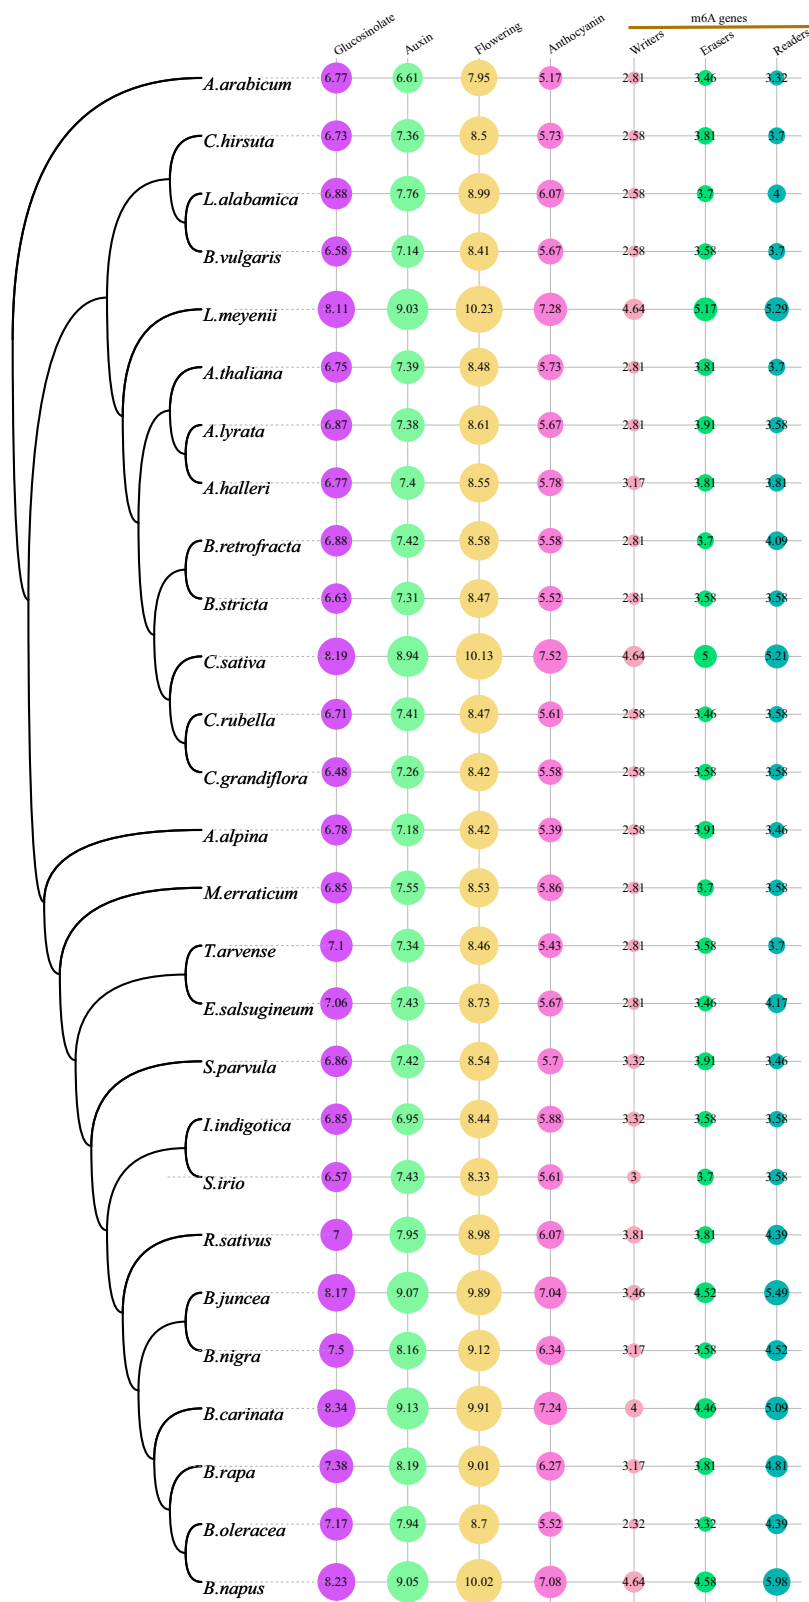 m6A genes
Glucosinolate Auxin Flowering Anthocyanin Writers Erasers Readers
A.arabicum 6.77 6.61 7.95 5.17 2.81 3.46 3.32
C.hirsuta 6.73 7.36 8.5 5.73 2.58 3.81 3.7
L.alabamica 6.88 7.76 8.99 6.07 2.58 3.7 4
B.vulgaris 6.58 7.14 8.41 5.67 2.58 3.58 3.7
L.meyenii 8.11 9.03 10.23 7.28 4.64 5.17 5.29
A.thaliana 6.75 7.39 8.48 5.73 2.81 3.81 3.7
A.lyrata 6.87 7.38 8.61 5.67 2.81 3.91 3.58
A.halleri 6.77 7.4 8.55 5.78 3.17 3.81 3.81
B.retrofracta 6.88 7.42 8.58 5.58 2.81 3.7 4.09
B.stricta 6.63 7.31 8.47 5.52 2.81 3.58 3.58
C.sativa 8.19 8.94 10.13 7.52 4.64 5 5.21
C.rubella 6.71 7.41 8.47 5.61 2.58 3.46 3.58
C.grandiflora 6.48 7.26 8.42 5.58 2.58 3.58 3.58
A.alpina 6.78 7.18 8.42 5.39 2.58 3.91 3.46
M.erraticum 6.85 7.55 8.53 5.86 2.81 3.7 3.58
T.arvense 7.1 7.34 8.46 5.43 2.81 3.58 3.7
E.salsugineum 7.06 7.43 8.73 5.67 2.81 3.46 4.17
S.parvula 6.86 7.42 8.54 5.7 3.32 3.91 3.46
I.indigotica 6.85 6.95 8.44 5.88 3.32 3.58 3.58
S.irio 6.57 7.43 8.33 5.61 3 3.7 3.58
R.sativus 7 7.95 8.98 6.07 3.81 3.81 4.39
B.juncea 8.17 9.07 9.89 7.04 3.46 4.52 5.49
B.nigra 7.5 8.16 9.12 6.34 3.17 3.58 4.52
B.carinata 8.34 9.13 9.91 7.24 4 4.46 5.09
B.rapa 7.38 8.19 9.01 6.27 3.17 3.81 4.81
B.oleracea 7.17 7.94 8.7 5.52 2.32 3.32 4.39
B.napus 8.23 9.05 10.02 7.08 4.64 4.58 5.98